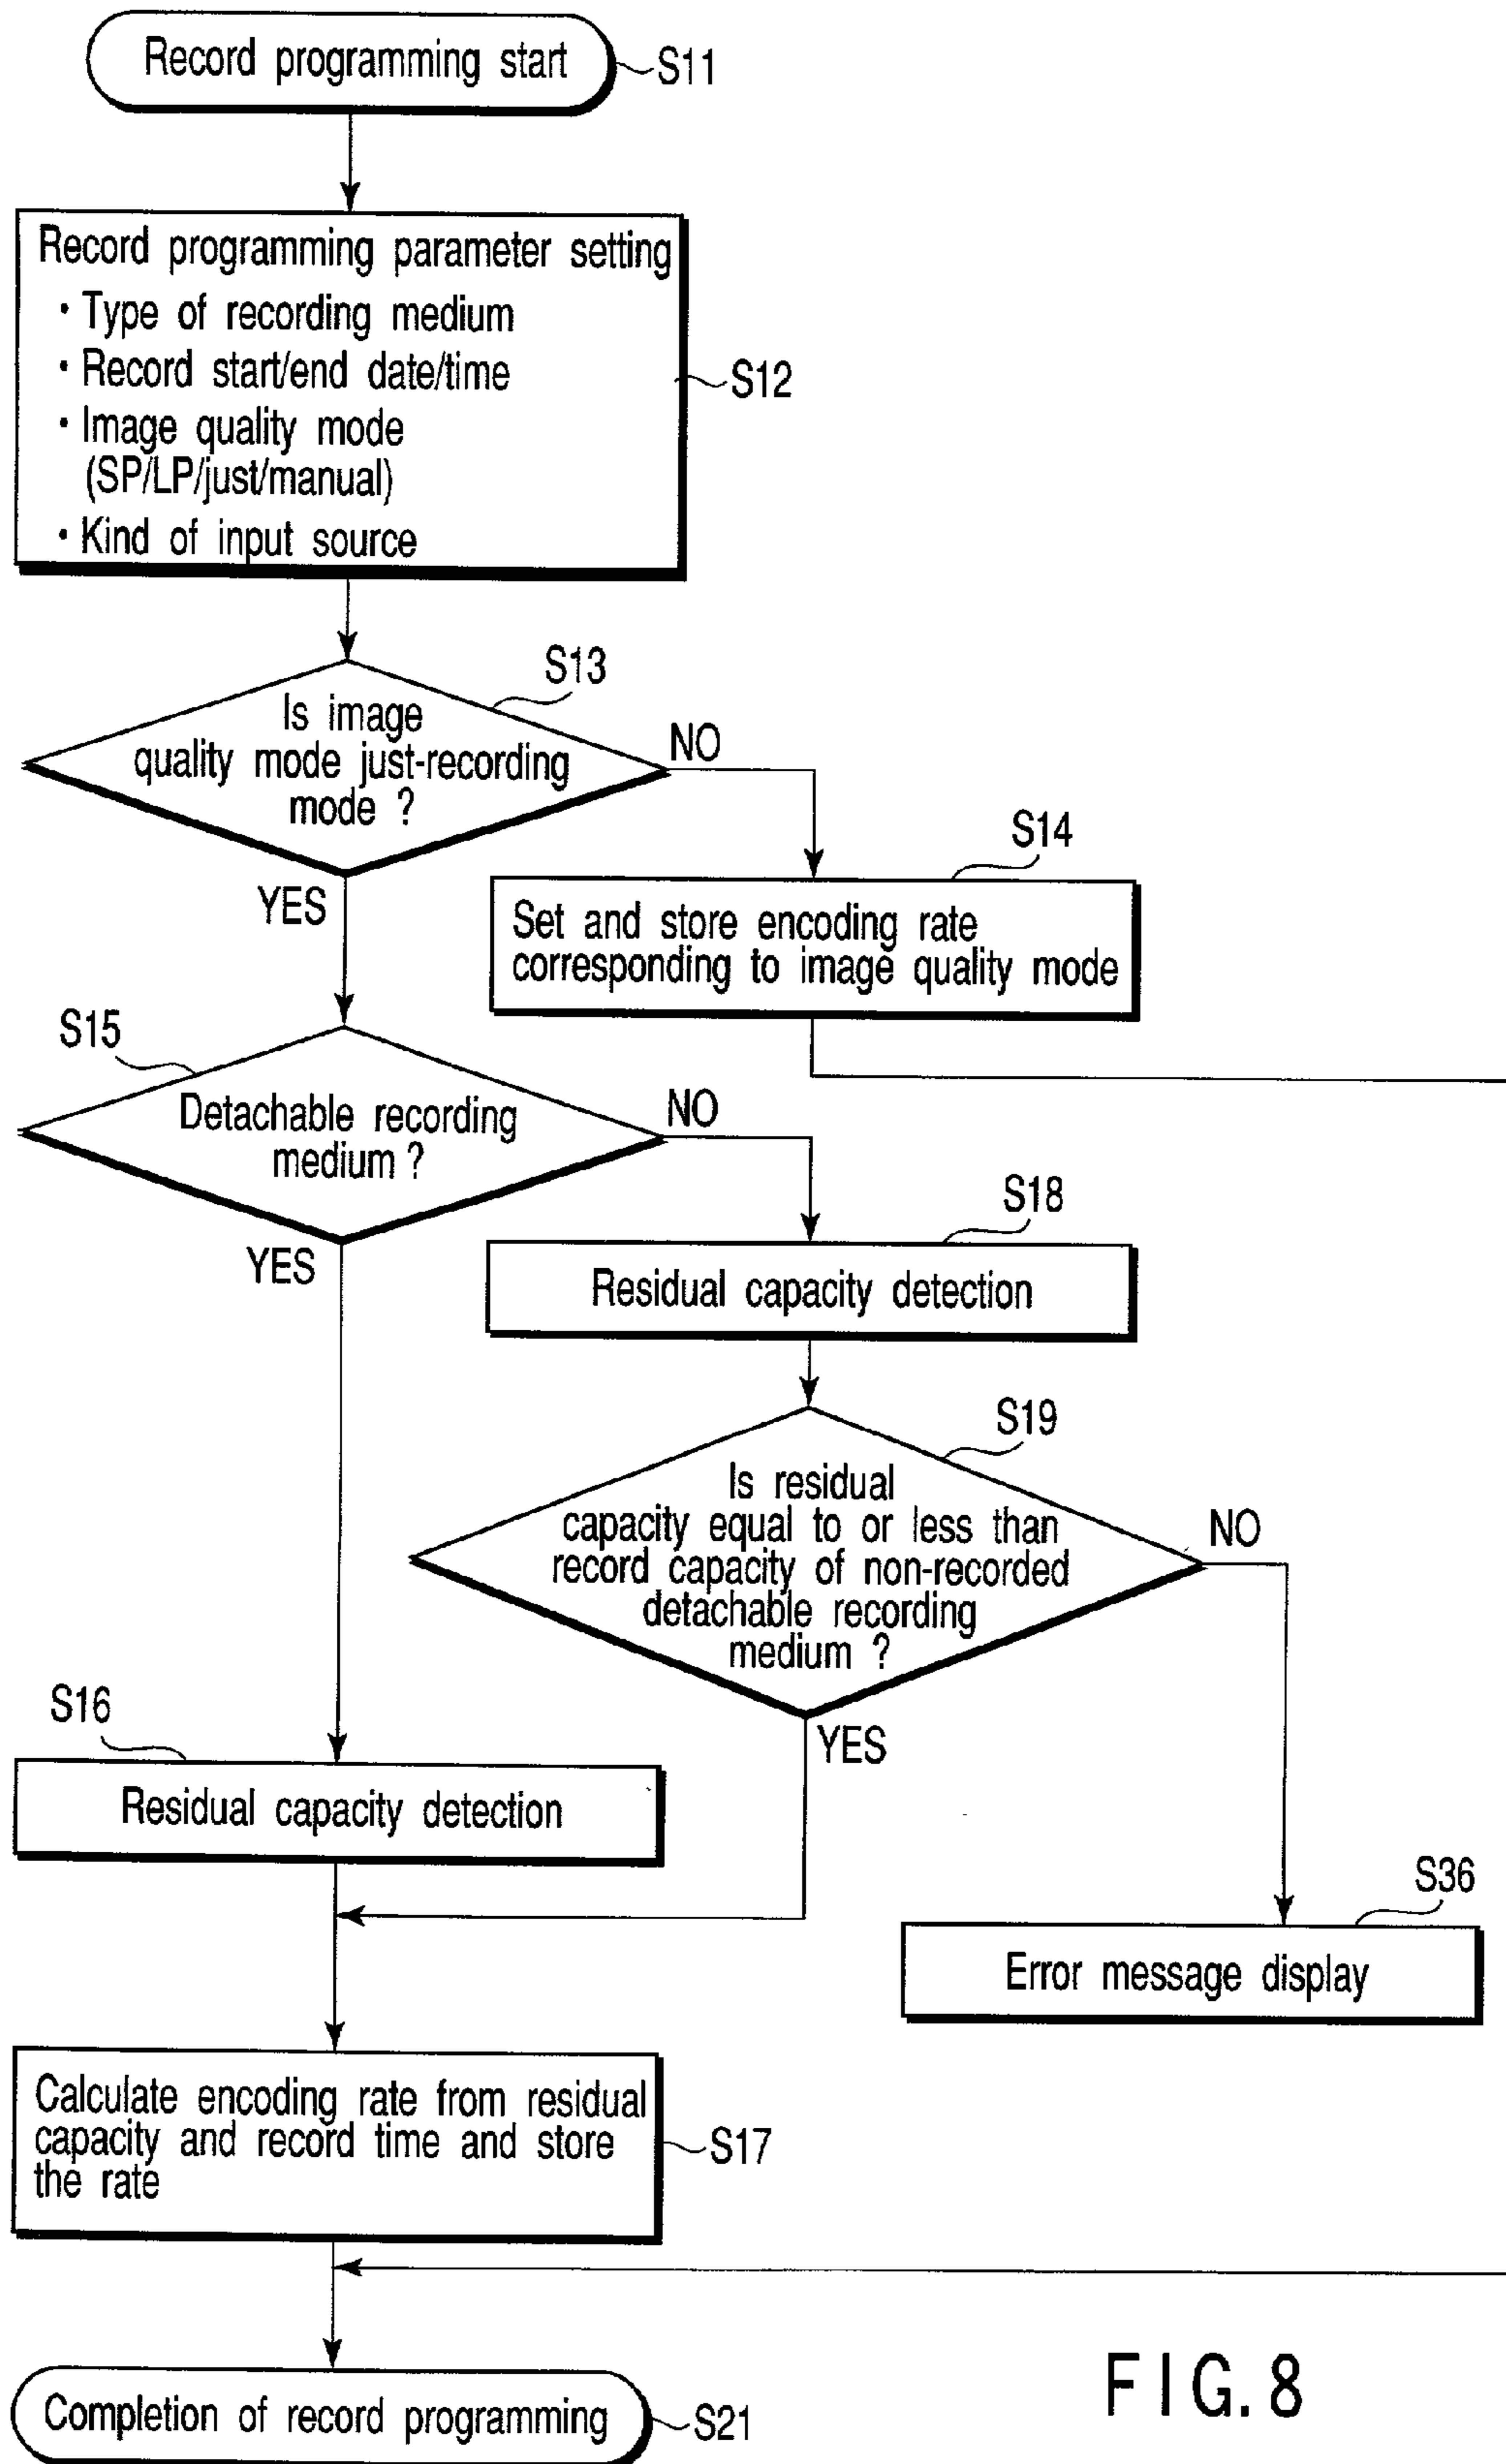 Record programming start
S11
Record programming parameter setting
・Type of recording medium
・Record start/end date/time
・Image quality mode
(SP/LP/just/manual)
・Kind of input source
S12
S13
Is image
quality mode just-recording
mode ?
NO
YES
S14
Set and store encoding rate
corresponding to image quality mode
S15
Detachable recording
medium ?
NO
YES
S18
Residual capacity detection
S19
Is residual
capacity equal to or less than
record capacity of non-recorded
detachable recording
medium ?
NO
YES
S16
Residual capacity detection
S36
Error message display
Calculate encoding rate from residual
capacity and record time and store
the rate
S17
Completion of record programming
S21
FIG. 8